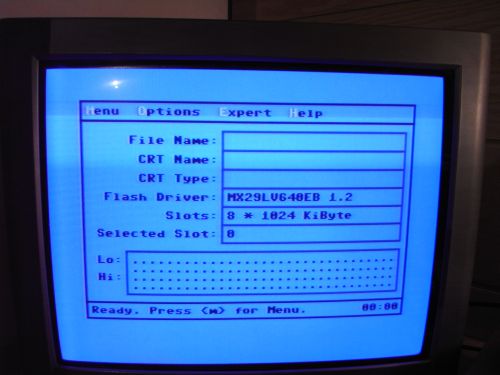 Menu Options Expert Help
File Name:
CRT Name:
CRT Type:
Flash Driver: MX29LV640EB 1.2
Slots: 8 * 1024 KiByte
Selected Slot: 0
Lo: ................................
................................
Hi: ................................
................................
Ready. Press <m> for Menu. 00:00